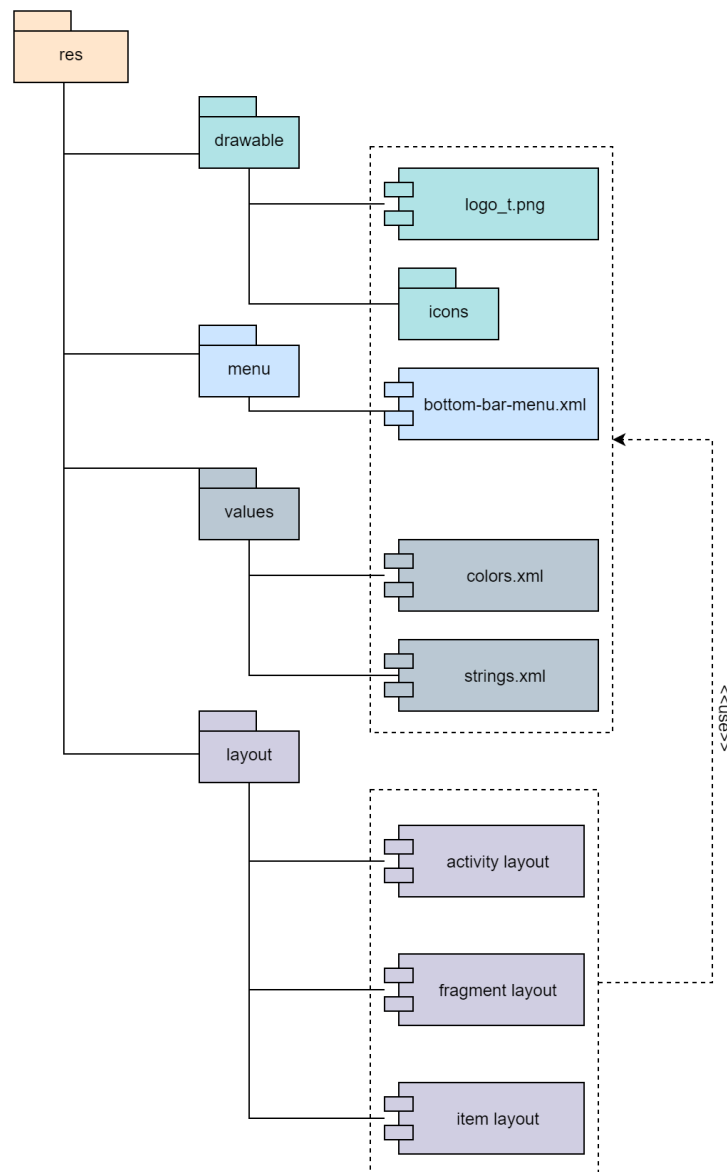 res
drawable
logo_t.png
icons
menu
bottom-bar-menu.xml
values
colors.xml
strings.xml
<<use>>
layout
activity layout
fragment layout
item layout